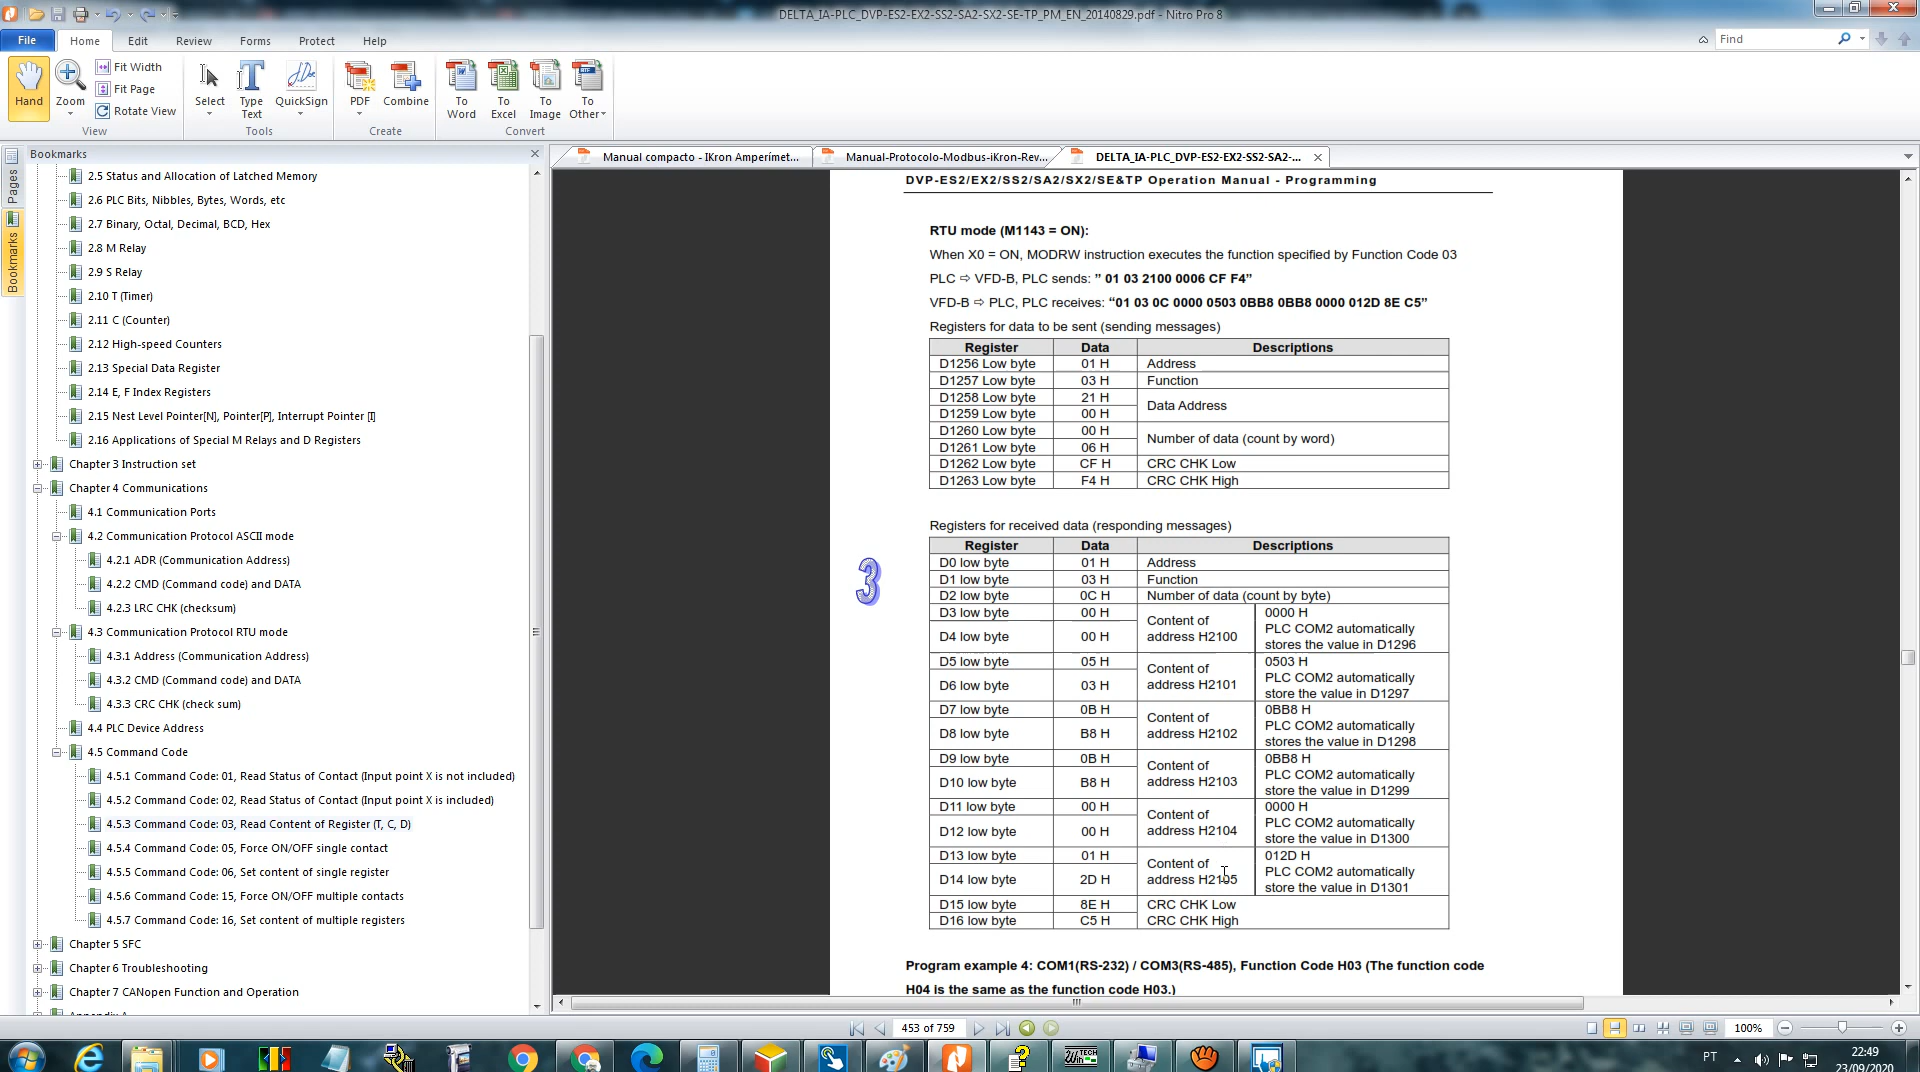 DELTA_IA-PLC_DVP-ES2-EX2-SS2-SA2-SX2-SE-TP_PM_EN_20140829.pdf - Nitro Pro 8
File Home Edit Review Forms Protect Help
Find
Hand
Zoom
Fit Width
Fit Page
Rotate View
View
Select
Type Text
QuickSign
Tools
PDF
Combine
Create
To Word
To Excel
To Image
To Other
Convert
Pages
Bookmarks
Bookmarks
2.5 Status and Allocation of Latched Memory
2.6 PLC Bits, Nibbles, Bytes, Words, etc
2.7 Binary, Octal, Decimal, BCD, Hex
2.8 M Relay
2.9 S Relay
2.10 T (Timer)
2.11 C (Counter)
2.12 High-speed Counters
2.13 Special Data Register
2.14 E, F Index Registers
2.15 Nest Level Pointer[N], Pointer[P], Interrupt Pointer [I]
2.16 Applications of Special M Relays and D Registers
Chapter 3 Instruction set
Chapter 4 Communications
4.1 Communication Ports
4.2 Communication Protocol ASCII mode
4.2.1 ADR (Communication Address)
4.2.2 CMD (Command code) and DATA
4.2.3 LRC CHK (checksum)
4.3 Communication Protocol RTU mode
4.3.1 Address (Communication Address)
4.3.2 CMD (Command code) and DATA
4.3.3 CRC CHK (check sum)
4.4 PLC Device Address
4.5 Command Code
4.5.1 Command Code: 01, Read Status of Contact (Input point X is not included)
4.5.2 Command Code: 02, Read Status of Contact (Input point X is included)
4.5.3 Command Code: 03, Read Content of Register (T, C, D)
4.5.4 Command Code: 05, Force ON/OFF single contact
4.5.5 Command Code: 06, Set content of single register
4.5.6 Command Code: 15, Force ON/OFF multiple contacts
4.5.7 Command Code: 16, Set content of multiple registers
Chapter 5 SFC
Chapter 6 Troubleshooting
Chapter 7 CANopen Function and Operation
Manual compacto - IKron Amperímet...
Manual-Protocolo-Modbus-iKron-Rev...
DELTA_IA-PLC_DVP-ES2-EX2-SS2-SA2-...
DVP-ES2/EX2/SS2/SA2/SX2/SE&TP Operation Manual - Programming
RTU mode (M1143 = ON):
When X0 = ON, MODRW instruction executes the function specified by Function Code 03
PLC ⇨ VFD-B, PLC sends: ” 01 03 2100 0006 CF F4”
VFD-B ⇨ PLC, PLC receives: “01 03 0C 0000 0503 0BB8 0BB8 0000 012D 8E C5”
Registers for data to be sent (sending messages)
Register Data Descriptions
D1256 Low byte 01 H Address
D1257 Low byte 03 H Function
D1258 Low byte 21 H Data Address
D1259 Low byte 00 H
D1260 Low byte 00 H Number of data (count by word)
D1261 Low byte 06 H
D1262 Low byte CF H CRC CHK Low
D1263 Low byte F4 H CRC CHK High
Registers for received data (responding messages)
Register Data Descriptions
D0 low byte 01 H Address
D1 low byte 03 H Function
D2 low byte 0C H Number of data (count by byte)
D3 low byte 00 H Content of address H2100 0000 H
D4 low byte 00 H PLC COM2 automatically stores the value in D1296
D5 low byte 05 H Content of address H2101 0503 H
D6 low byte 03 H PLC COM2 automatically store the value in D1297
D7 low byte 0B H Content of address H2102 0BB8 H
D8 low byte B8 H PLC COM2 automatically stores the value in D1298
D9 low byte 0B H Content of address H2103 0BB8 H
D10 low byte B8 H PLC COM2 automatically store the value in D1299
D11 low byte 00 H Content of address H2104 0000 H
D12 low byte 00 H PLC COM2 automatically store the value in D1300
D13 low byte 01 H Content of address H2105 012D H
D14 low byte 2D H PLC COM2 automatically store the value in D1301
D15 low byte 8E H CRC CHK Low
D16 low byte C5 H CRC CHK High
3
Program example 4: COM1(RS-232) / COM3(RS-485), Function Code H03 (The function code
H04 is the same as the function code H03.)
453 of 759
100%
PT
22:49
23/09/2020